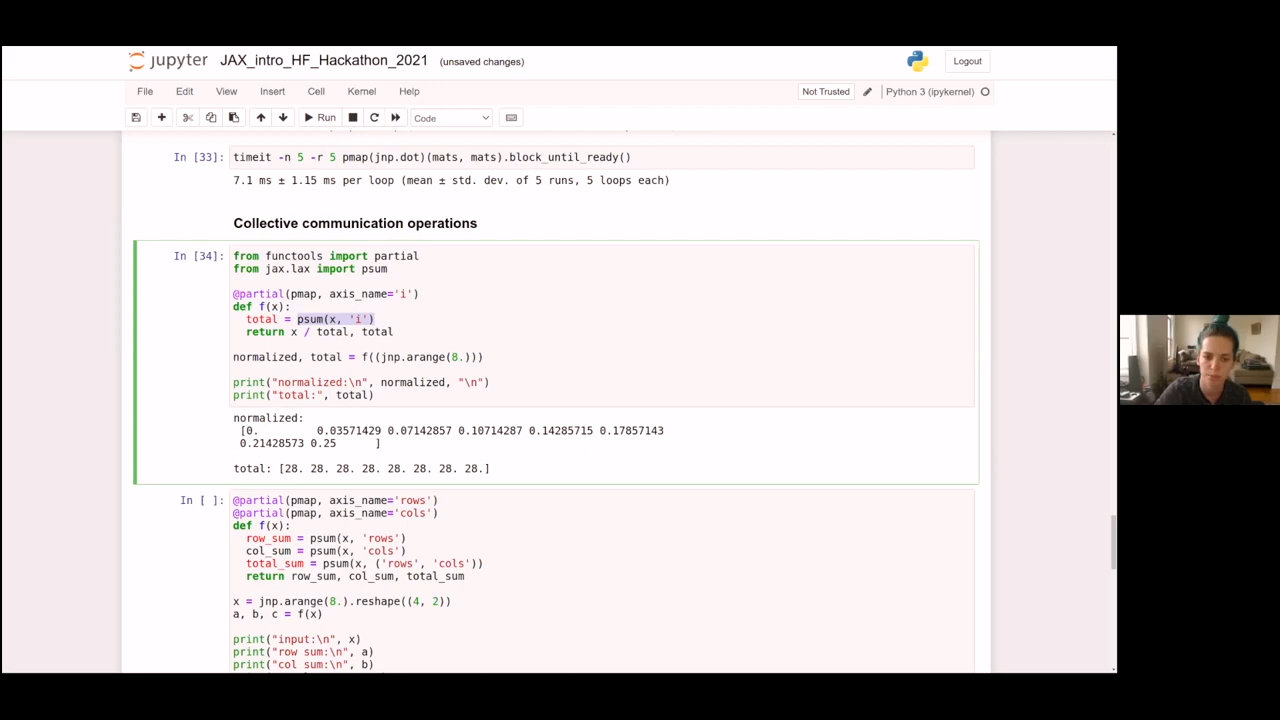 jupyter JAX_intro_HF_Hackathon_2021 (unsaved changes) Logout
File Edit View Insert Cell Kernel Help Not Trusted Python 3 (ipykernel)
Run Code
In [33]: timeit -n 5 -r 5 pmap(jnp.dot)(mats, mats).block_until_ready()
7.1 ms ± 1.15 ms per loop (mean ± std. dev. of 5 runs, 5 loops each)
Collective communication operations
In [34]: from functools import partial
from jax.lax import psum
@partial(pmap, axis_name='i')
def f(x):
total = psum(x, 'i')
return x / total, total
normalized, total = f((jnp.arange(8.)))
print("normalized:\n", normalized, "\n")
print("total:", total)
normalized:
[0. 0.03571429 0.07142857 0.10714287 0.14285715 0.17857143
0.21428573 0.25 ]
total: [28. 28. 28. 28. 28. 28. 28. 28.]
In [ ]: @partial(pmap, axis_name='rows')
@partial(pmap, axis_name='cols')
def f(x):
row_sum = psum(x, 'rows')
col_sum = psum(x, 'cols')
total_sum = psum(x, ('rows', 'cols'))
return row_sum, col_sum, total_sum
x = jnp.arange(8.).reshape((4, 2))
a, b, c = f(x)
print("input:\n", x)
print("row sum:\n", a)
print("col sum:\n", b)